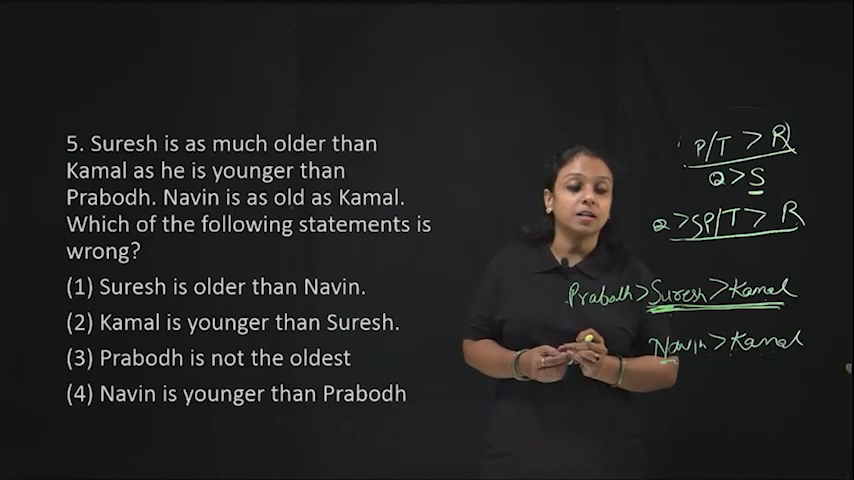 5. Suresh is as much older than
Kamal as he is younger than
Prabodh. Navin is as old as Kamal.
Which of the following statements is
wrong?
(1) Suresh is older than Navin.
(2) Kamal is younger than Suresh.
(3) Prabodh is not the oldest
(4) Navin is younger than Prabodh
P/T > R
Q > S
Q > S P/T > R
Prabodh > Suresh > Kamal
Navin > Kamal